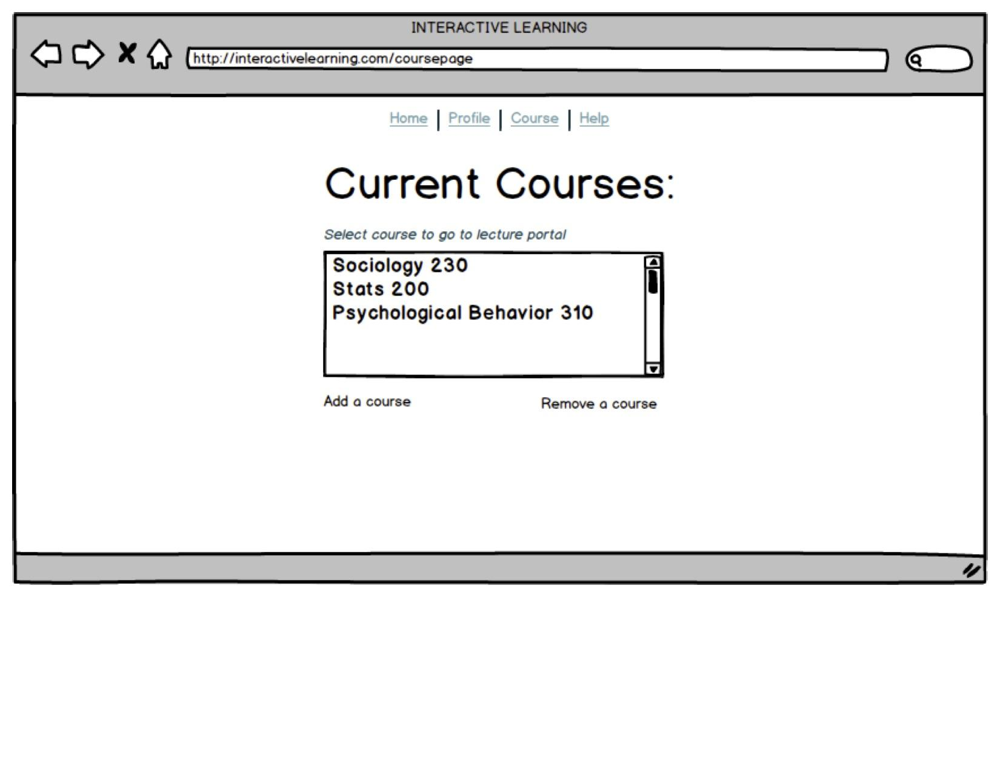 INTERACTIVE LEARNING
http://interactivelearning.com/coursepage
Home | Profile | Course | Help
Current Courses:
Select course to go to lecture portal
Sociology 230
Stats 200
Psychological Behavior 310
Add a course
Remove a course